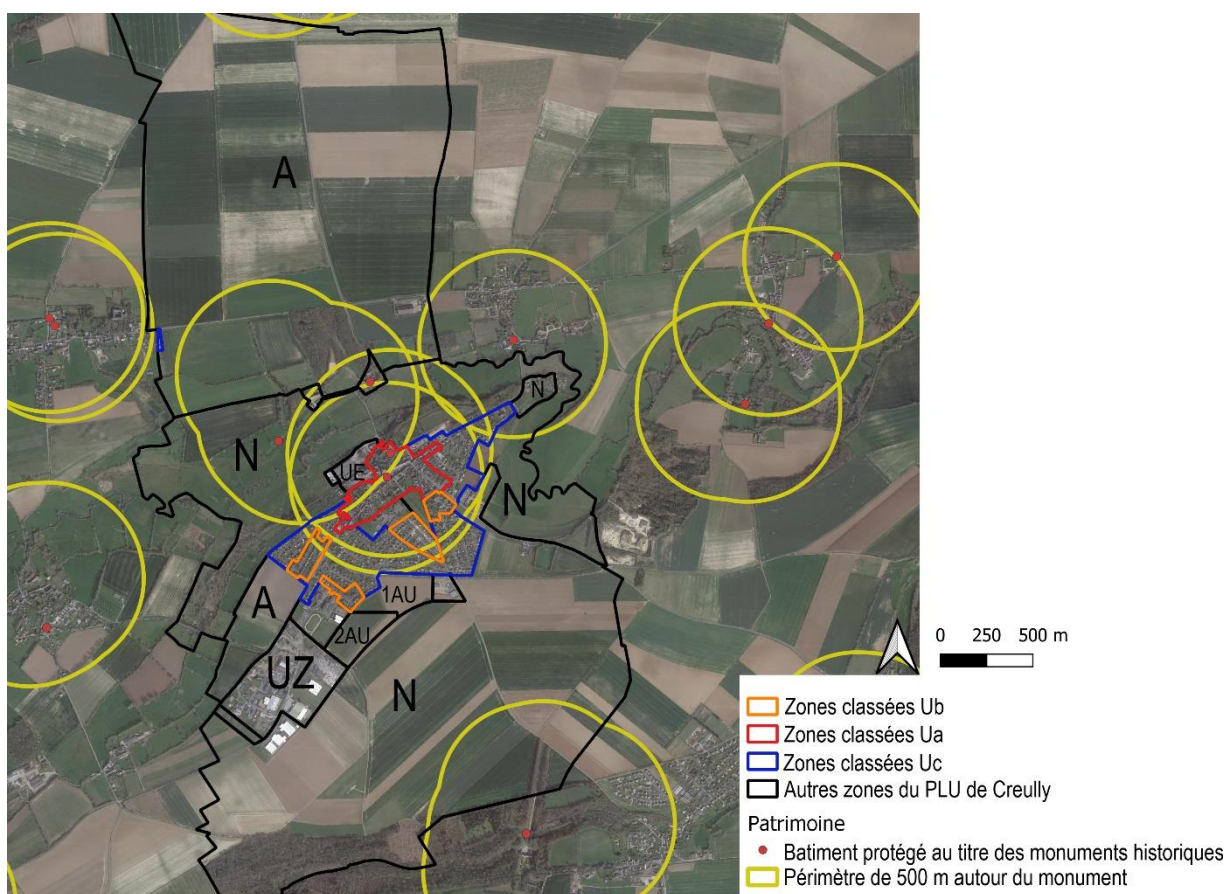 A
N
N
UE
N
A
1AU
2AU
UZ
N
0 250 500 m
Zones classées Ub
Zones classées Ua
Zones classées Uc
Autres zones du PLU de Creully
Patrimoine
Batiment protégé au titre des monuments historiques
Périmètre de 500 m autour du monument